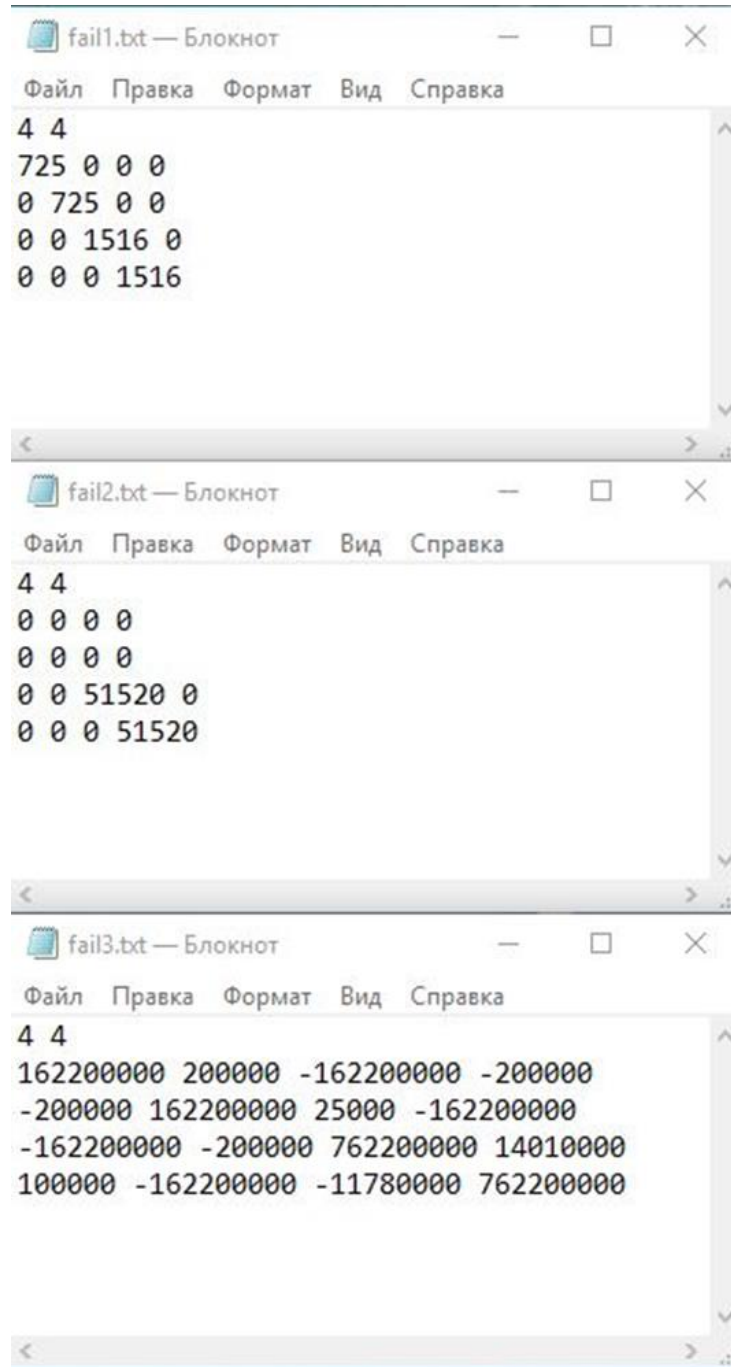 fail1.txt — Блокнот
Файл Правка Формат Вид Справка
4 4
725 0 0 0
0 725 0 0
0 0 1516 0
0 0 0 1516
fail2.txt — Блокнот
Файл Правка Формат Вид Справка
4 4
0 0 0 0
0 0 0 0
0 0 51520 0
0 0 0 51520
fail3.txt — Блокнот
Файл Правка Формат Вид Справка
4 4
162200000 200000 -162200000 -200000
-200000 162200000 25000 -162200000
-162200000 -200000 762200000 14010000
100000 -162200000 -11780000 762200000